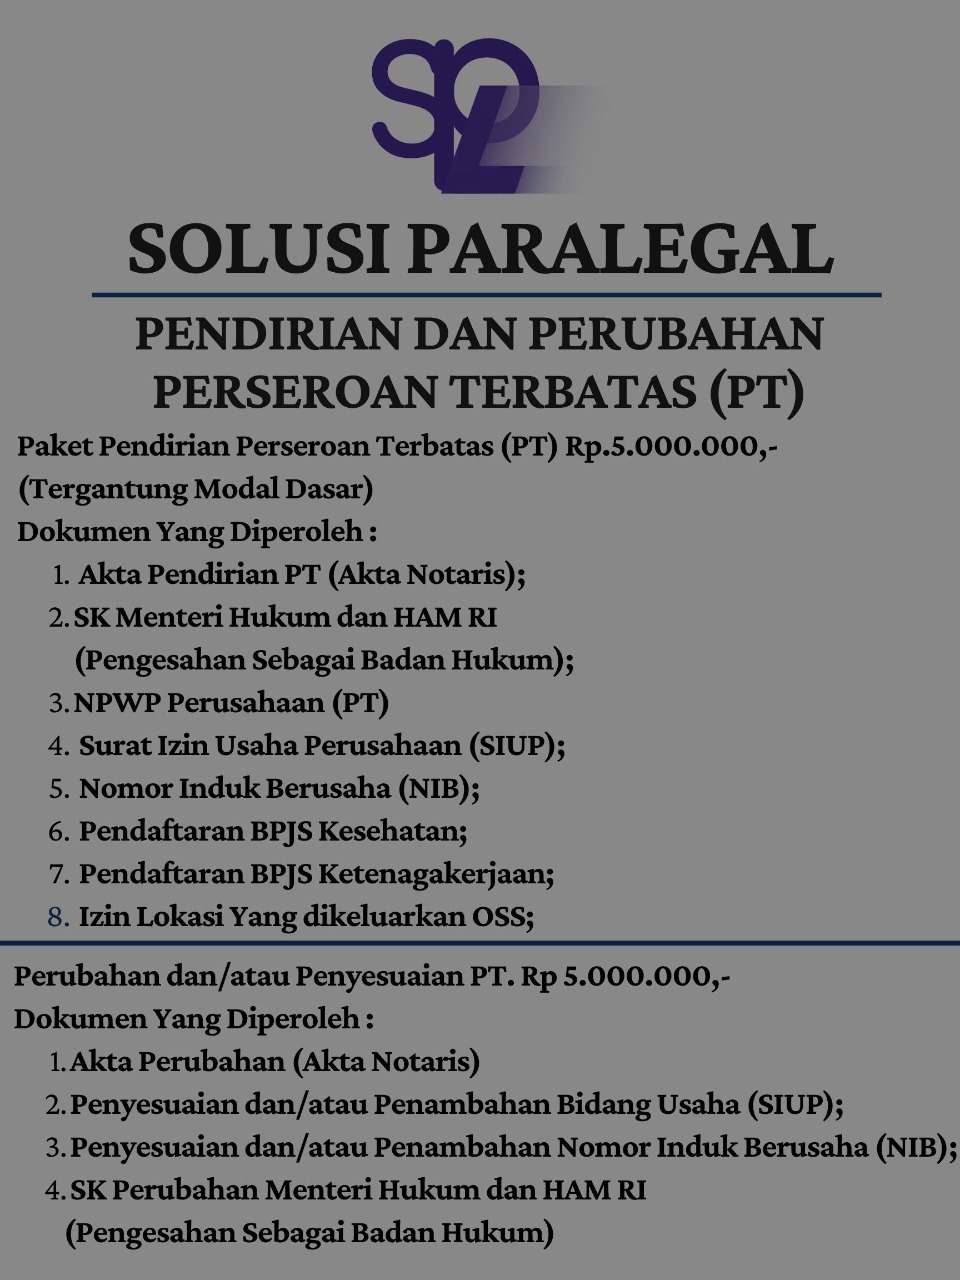 SPL
SOLUSI PARALEGAL
PENDIRIAN DAN PERUBAHAN
PERSEROAN TERBATAS (PT)
Paket Pendirian Perseroan Terbatas (PT) Rp.5.000.000,-
(Tergantung Modal Dasar)
Dokumen Yang Diperoleh :
1. Akta Pendirian PT (Akta Notaris);
2. SK Menteri Hukum dan HAM RI
(Pengesahan Sebagai Badan Hukum);
3. NPWP Perusahaan (PT)
4. Surat Izin Usaha Perusahaan (SIUP);
5. Nomor Induk Berusaha (NIB);
6. Pendaftaran BPJS Kesehatan;
7. Pendaftaran BPJS Ketenagakerjaan;
8. Izin Lokasi Yang dikeluarkan OSS;
Perubahan dan/atau Penyesuaian PT. Rp 5.000.000,-
Dokumen Yang Diperoleh :
1. Akta Perubahan (Akta Notaris)
2. Penyesuaian dan/atau Penambahan Bidang Usaha (SIUP);
3. Penyesuaian dan/atau Penambahan Nomor Induk Berusaha (NIB);
4. SK Perubahan Menteri Hukum dan HAM RI
(Pengesahan Sebagai Badan Hukum)